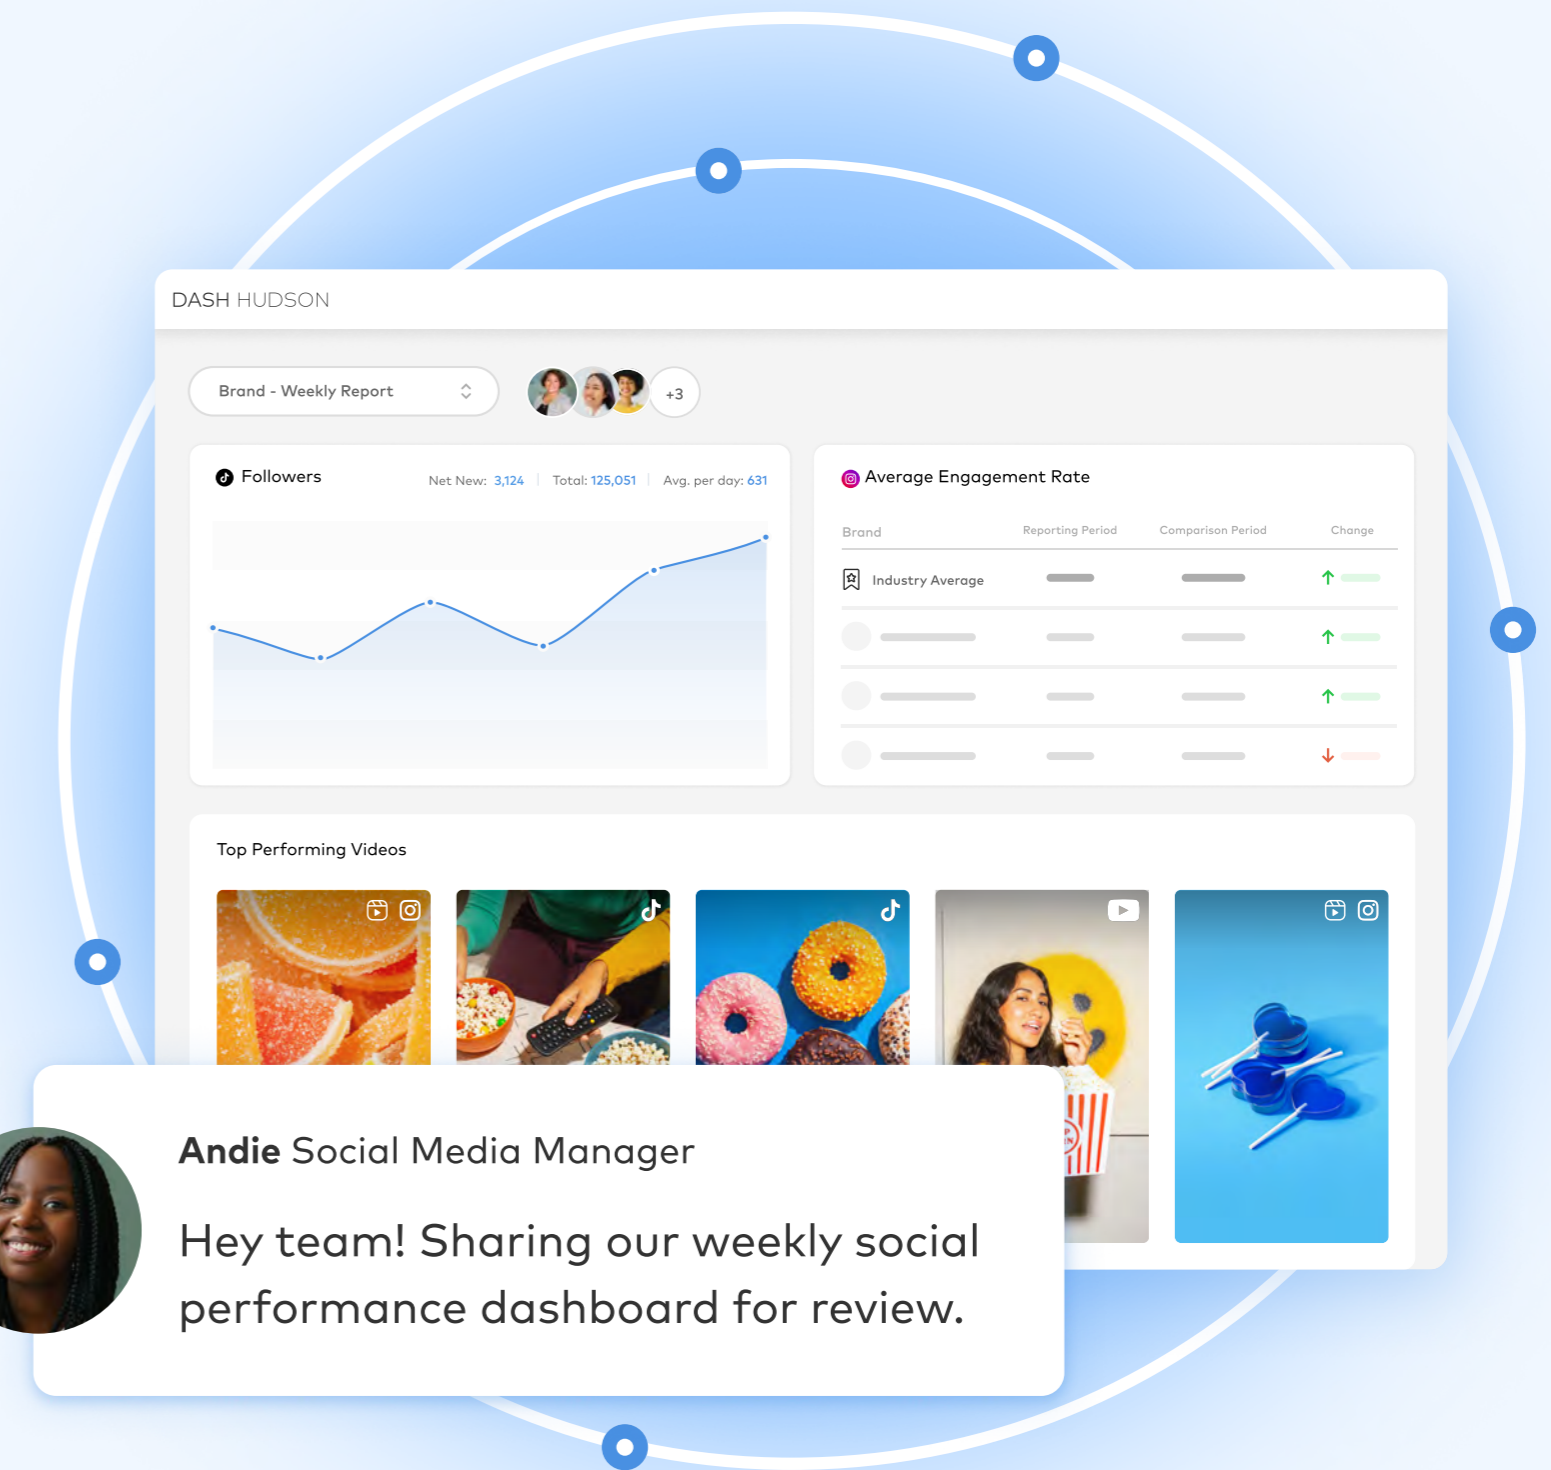 DASH HUDSON
Brand - Weekly Report
+3
Followers
Net New: 3,124
Total: 125,051
Avg. per day: 631
Average Engagement Rate
Brand
Reporting Period
Comparison Period
Change
Industry Average
Top Performing Videos
Andie Social Media Manager
Hey team! Sharing our weekly social
performance dashboard for review.